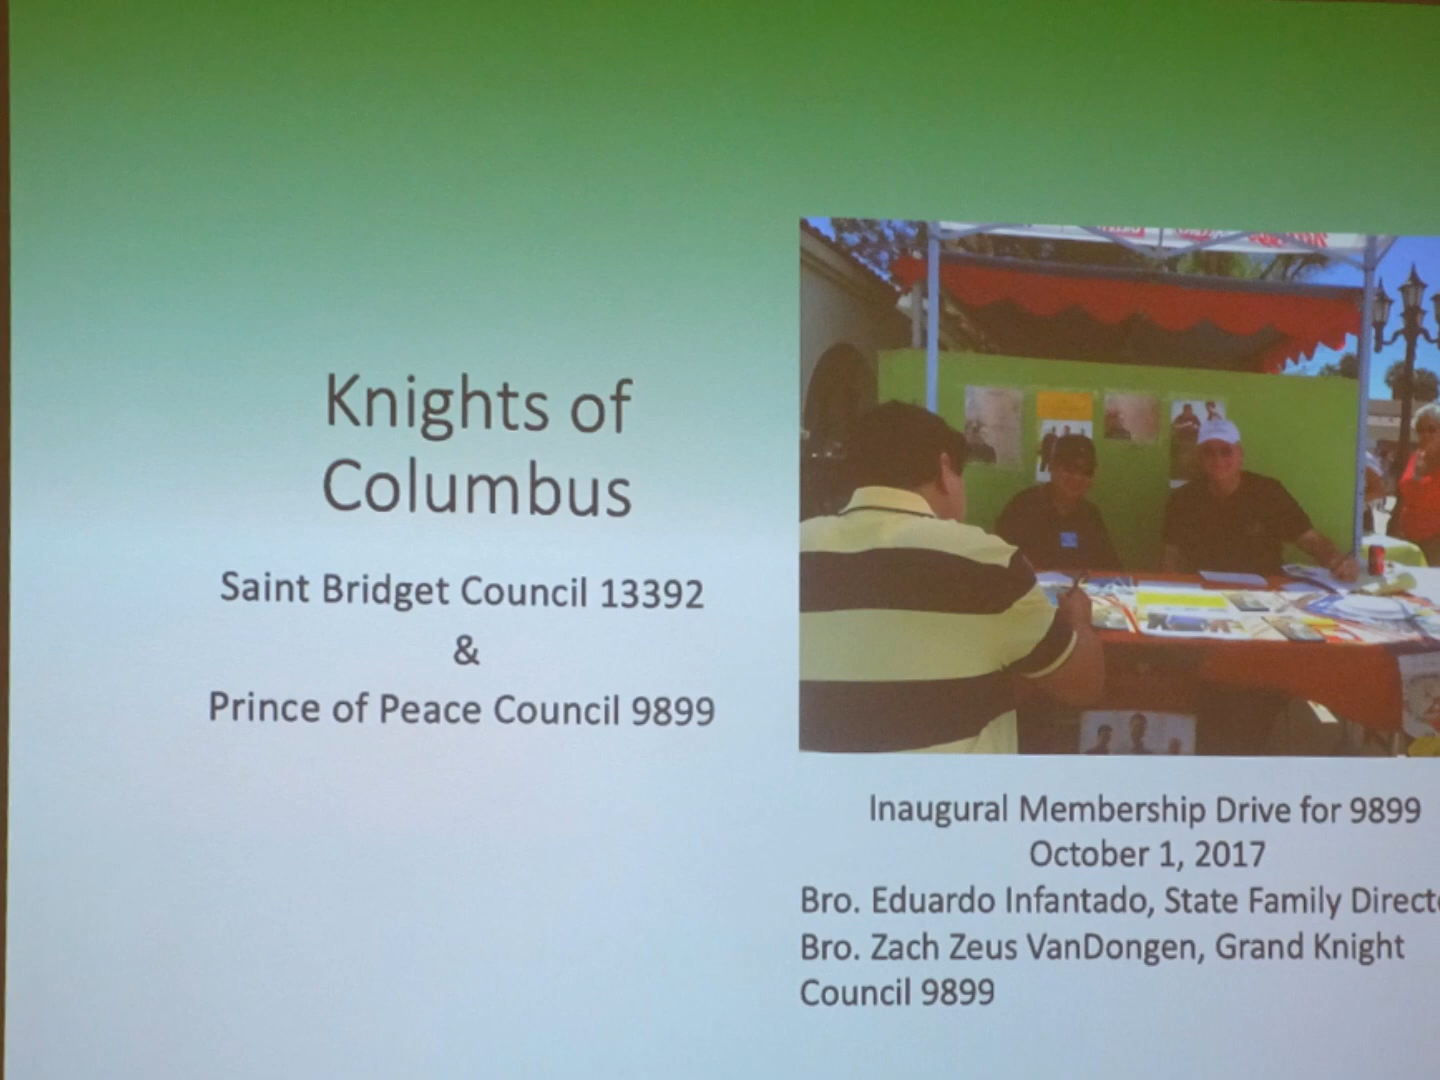 Knights of
Columbus
Saint Bridget Council 13392
&
Prince of Peace Council 9899
Inaugural Membership Drive for 9899
October 1, 2017
Bro. Eduardo Infantado, State Family Directo
Bro. Zach Zeus VanDongen, Grand Knight
Council 9899